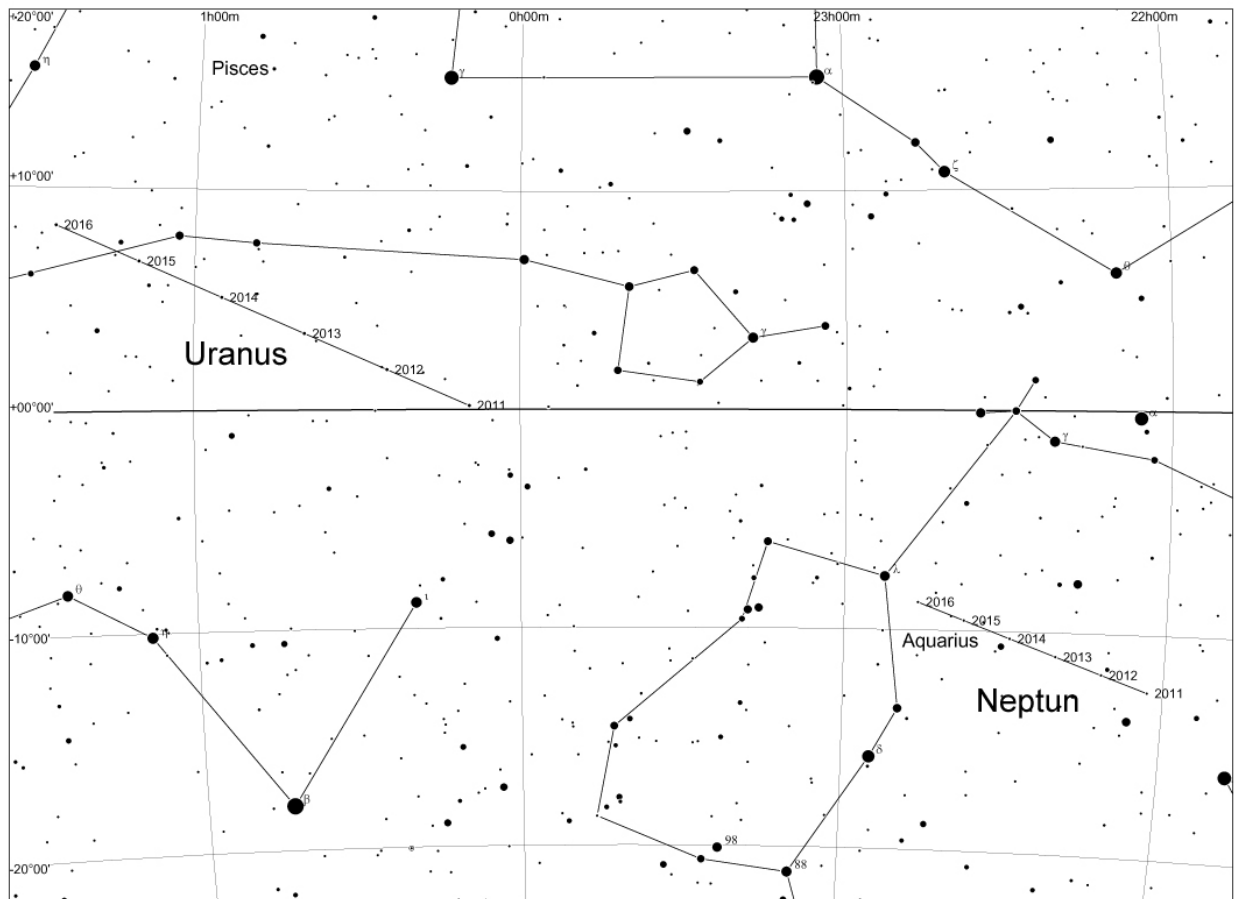 +20°00' 1h00m 0h00m 23h00m 22h00m
η Pisces γ α
ζ
+10°00'
2016
θ
2015
2014
2013 γ
Uranus
2012
+00°00' 2011 α
γ
λ
θ ι
2016
2015
-10°00' η Aquarius 2014
2013
2012
Neptun 2011
δ
β
98
-20°00' 88